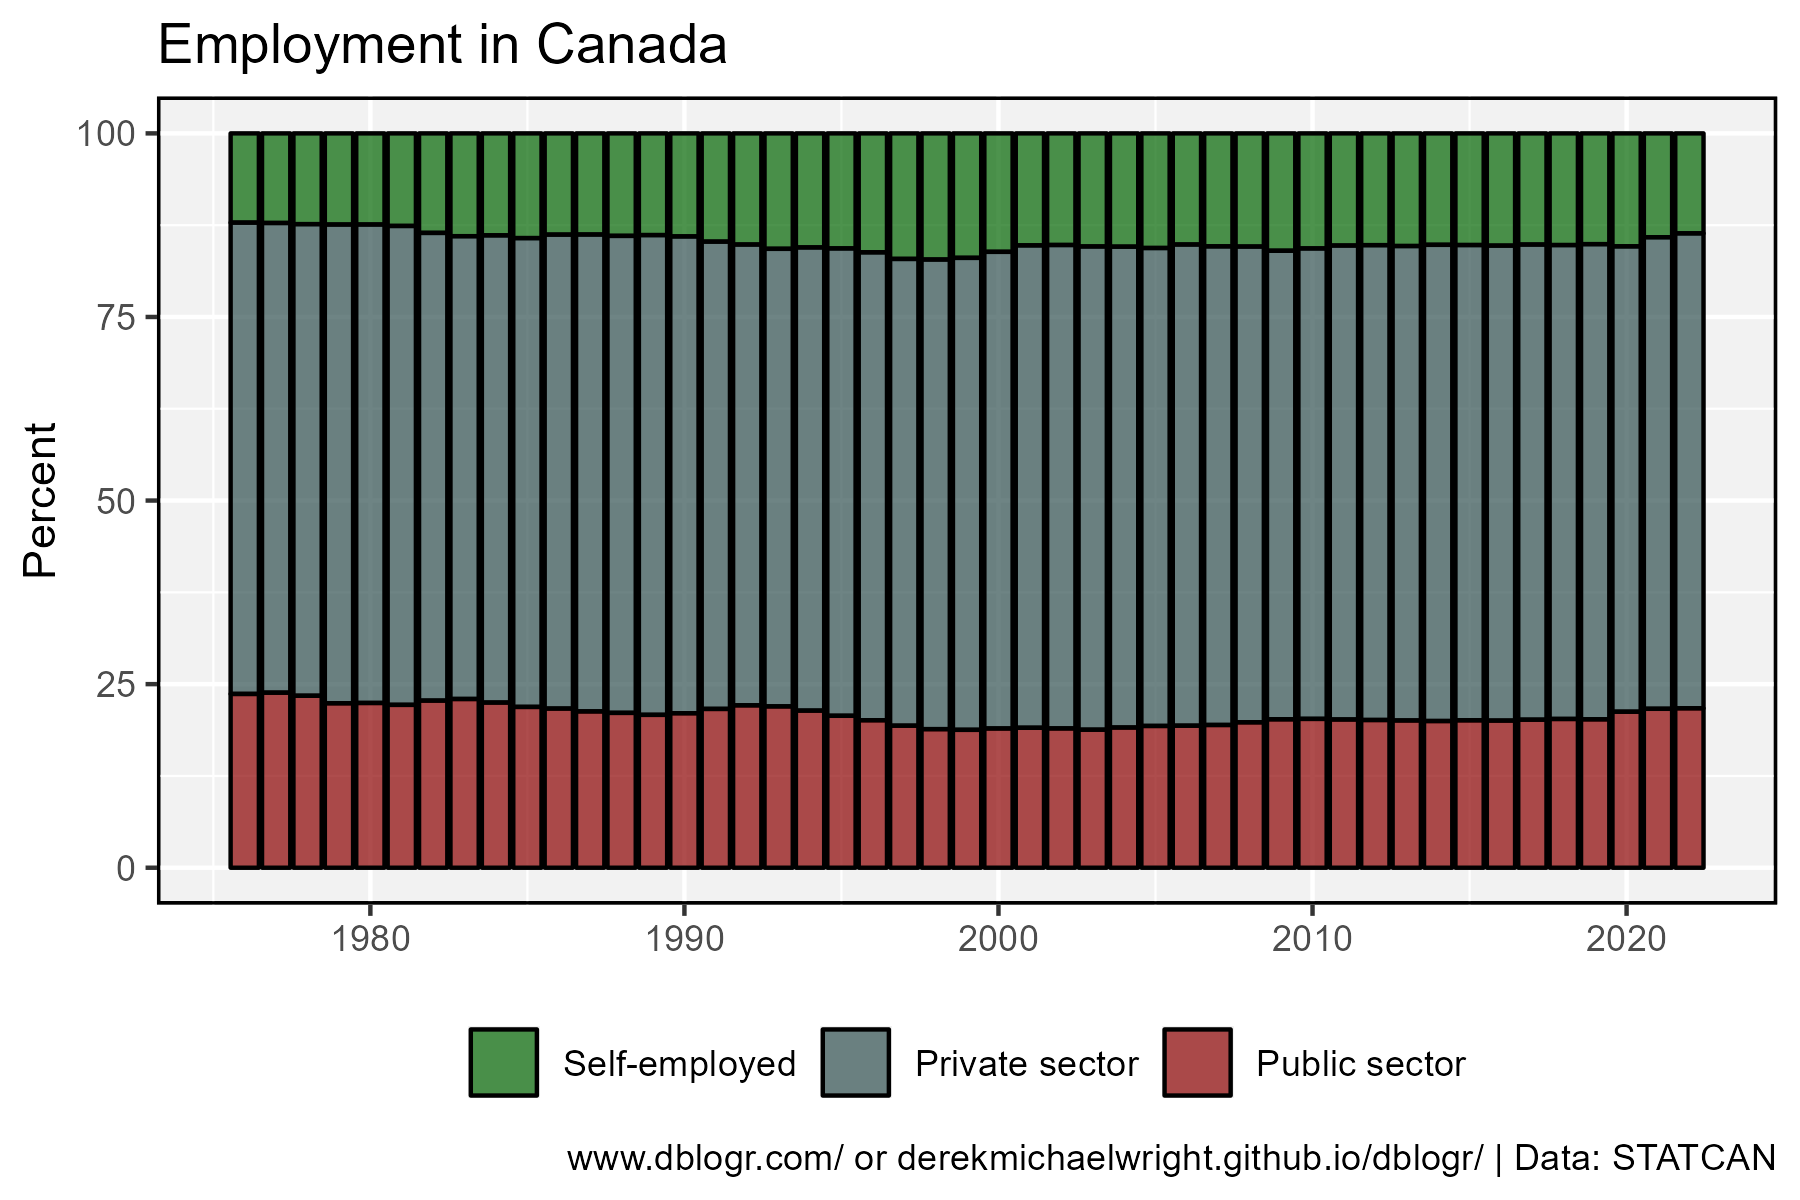 Employment in Canada
Percent
100
75
50
25
0
1980 1990 2000 2010 2020
Self-employed Private sector Public sector
www.dblogr.com/ or derekmichaelwright.github.io/dblogr/ | Data: STATCAN